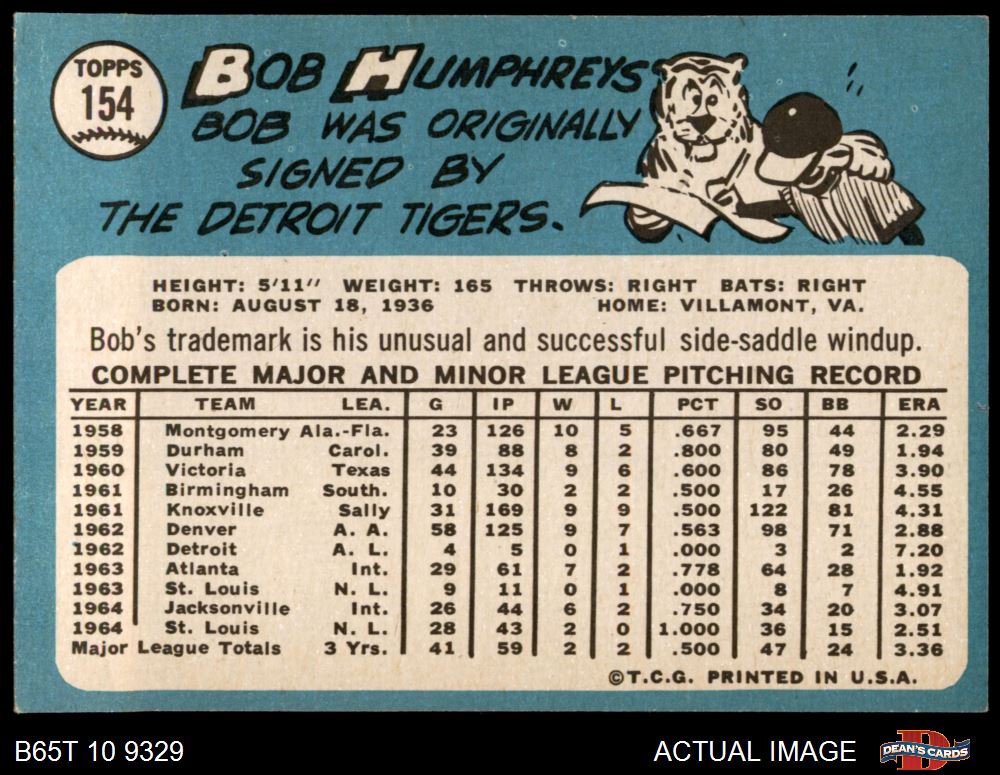 TOPPS
154
BOB HUMPHREYS
BOB WAS ORIGINALLY
SIGNED BY
THE DETROIT TIGERS.
HEIGHT: 5'11" WEIGHT: 165 THROWS: RIGHT BATS: RIGHT
BORN: AUGUST 18, 1936 HOME: VILLAMONT, VA.
Bob's trademark is his unusual and successful side-saddle windup.
COMPLETE MAJOR AND MINOR LEAGUE PITCHING RECORD
YEAR TEAM LEA. G IP W L PCT SO BB ERA
1958 Montgomery Ala.-Fla. 23 126 10 5 .667 95 44 2.29
1959 Durham Carol. 39 88 8 2 .800 80 49 1.94
1960 Victoria Texas 44 134 9 6 .600 86 78 3.90
1961 Birmingham South. 10 30 2 2 .500 17 26 4.55
1961 Knoxville Sally 31 169 9 9 .500 122 81 4.31
1962 Denver A. A. 58 125 9 7 .563 98 71 2.88
1962 Detroit A. L. 4 5 0 1 .000 3 2 7.20
1963 Atlanta Int. 29 61 7 2 .778 64 28 1.92
1963 St. Louis N. L. 9 11 0 1 .000 8 7 4.91
1964 Jacksonville Int. 26 44 6 2 .750 34 20 3.07
1964 St. Louis N. L. 28 43 2 0 1.000 36 15 2.51
Major League Totals 3 Yrs. 41 59 2 2 .500 47 24 3.36
©T.C.G. PRINTED IN U.S.A.
B65T 10 9329 ACTUAL IMAGE
D
DEAN'S CARDS